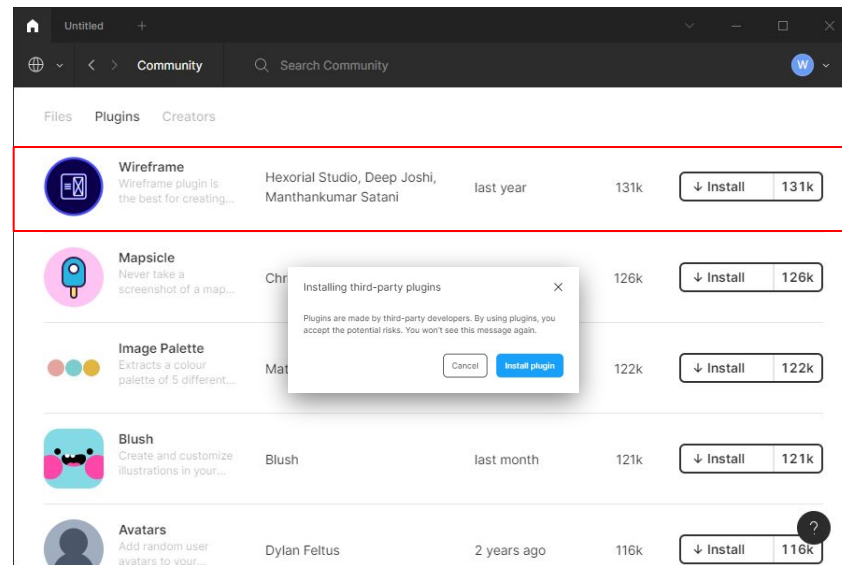 Untitled
Community
Search Community
W
Files Plugins Creators
Wireframe
Wireframe plugin is
the best for creating...
Hexorial Studio, Deep Joshi,
Manthankumar Satani
last year
131k
Install 131k
Mapsicle
Never take a
screenshot of a map...
Chr
126k
Install 126k
Installing third-party plugins
Plugins are made by third-party developers. By using plugins, you
accept the potential risks. You won't see this message again.
Cancel Install plugin
Image Palette
Extracts a colour
palette of 5 different...
Mat
122k
Install 122k
Blush
Create and customize
illustrations in your...
Blush
last month
121k
Install 121k
Avatars
Add random user
avatars to your...
Dylan Feltus
2 years ago
116k
Install 116k
?